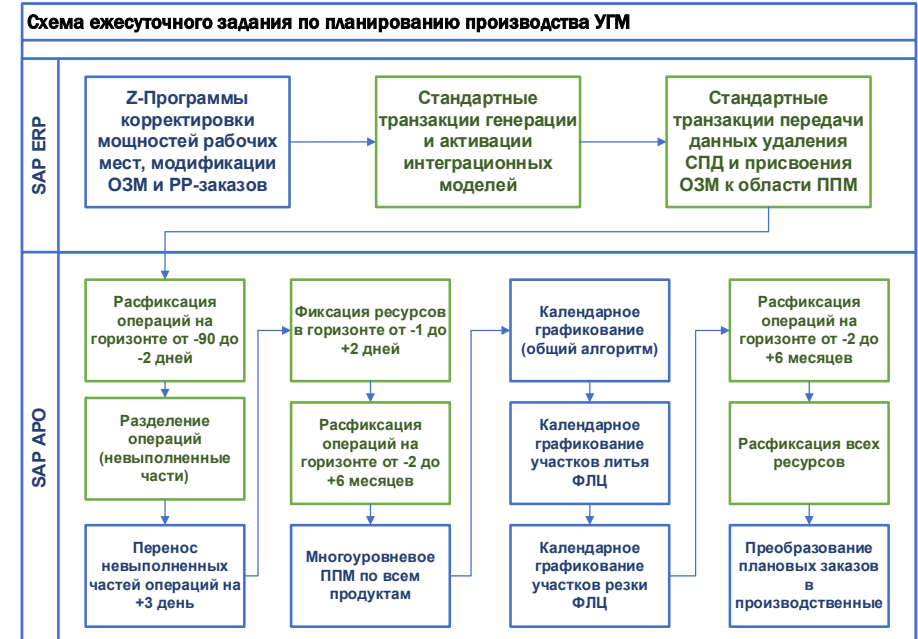 Схема ежесуточного задания по планированию производства УГМ
SAP ERP
Z-Программы
корректировки
мощностей рабочих
мест, модификации
ОЗМ и PP-заказов
Стандартные
транзакции генерации
и активации
интеграционных
моделей
Стандартные
транзакции передачи
данных удаления
СПД и присвоения
ОЗМ к области ППМ
SAP APO
Расфиксация
операций на
горизонте от -90 до
-2 дней
Разделение
операций
(невыполненные
части)
Перенос
невыполненных
частей операций на
+3 день
Фиксация ресурсов
в горизонте от -1 до
+2 дней
Расфиксация
операций на
горизонте от -2 до
+6 месяцев
Многоуровневое
ППМ по всем
продуктам
Календарное
графикование
(общий алгоритм)
Календарное
графикование
участков литья
ФЛЦ
Календарное
графикование
участков резки
ФЛЦ
Расфиксация
операций на
горизонте от -2 до
+6 месяцев
Расфиксация всех
ресурсов
Преобразование
плановых заказов
в
производственные